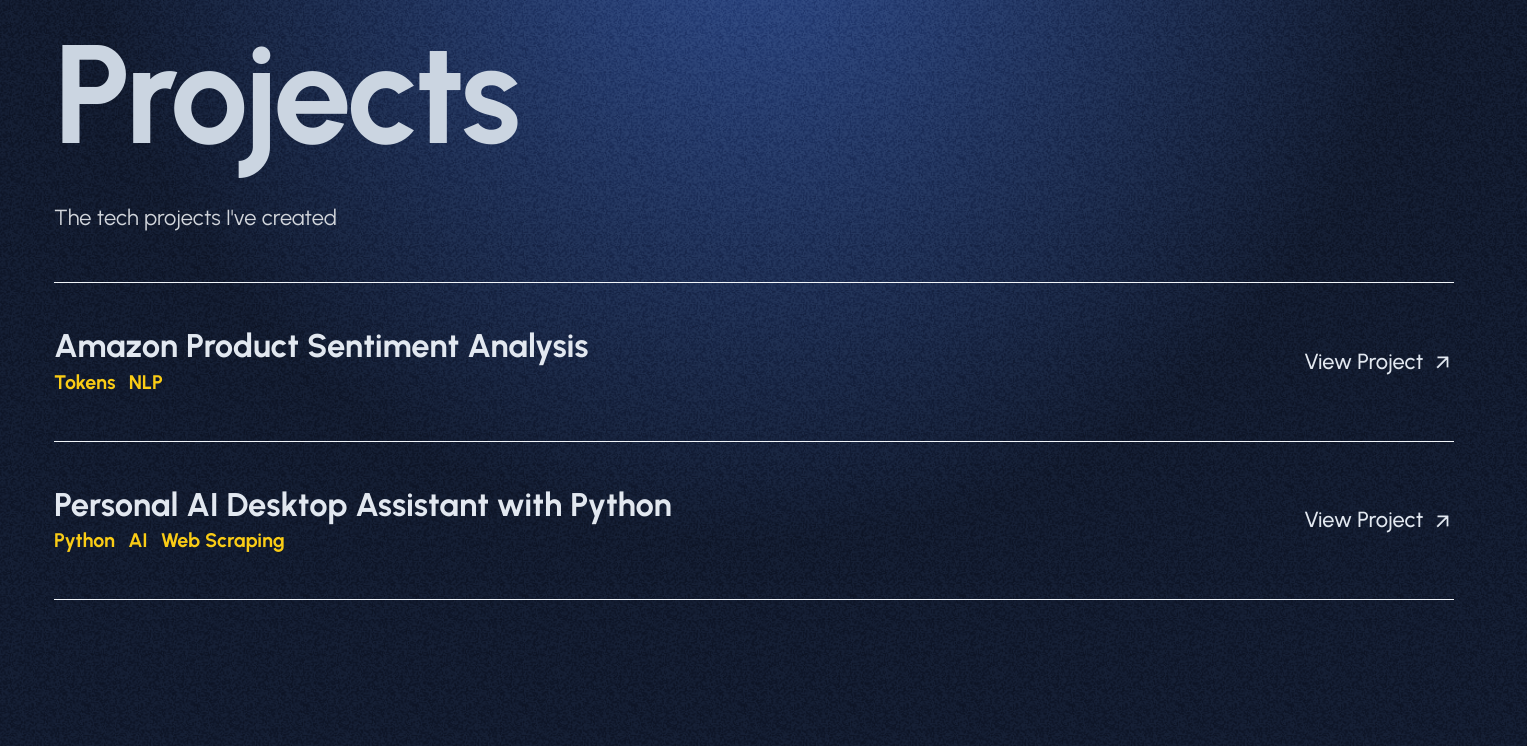 Projects
The tech projects I've created
Amazon Product Sentiment Analysis
Tokens NLP
View Project ↗
Personal AI Desktop Assistant with Python
Python AI Web Scraping
View Project ↗